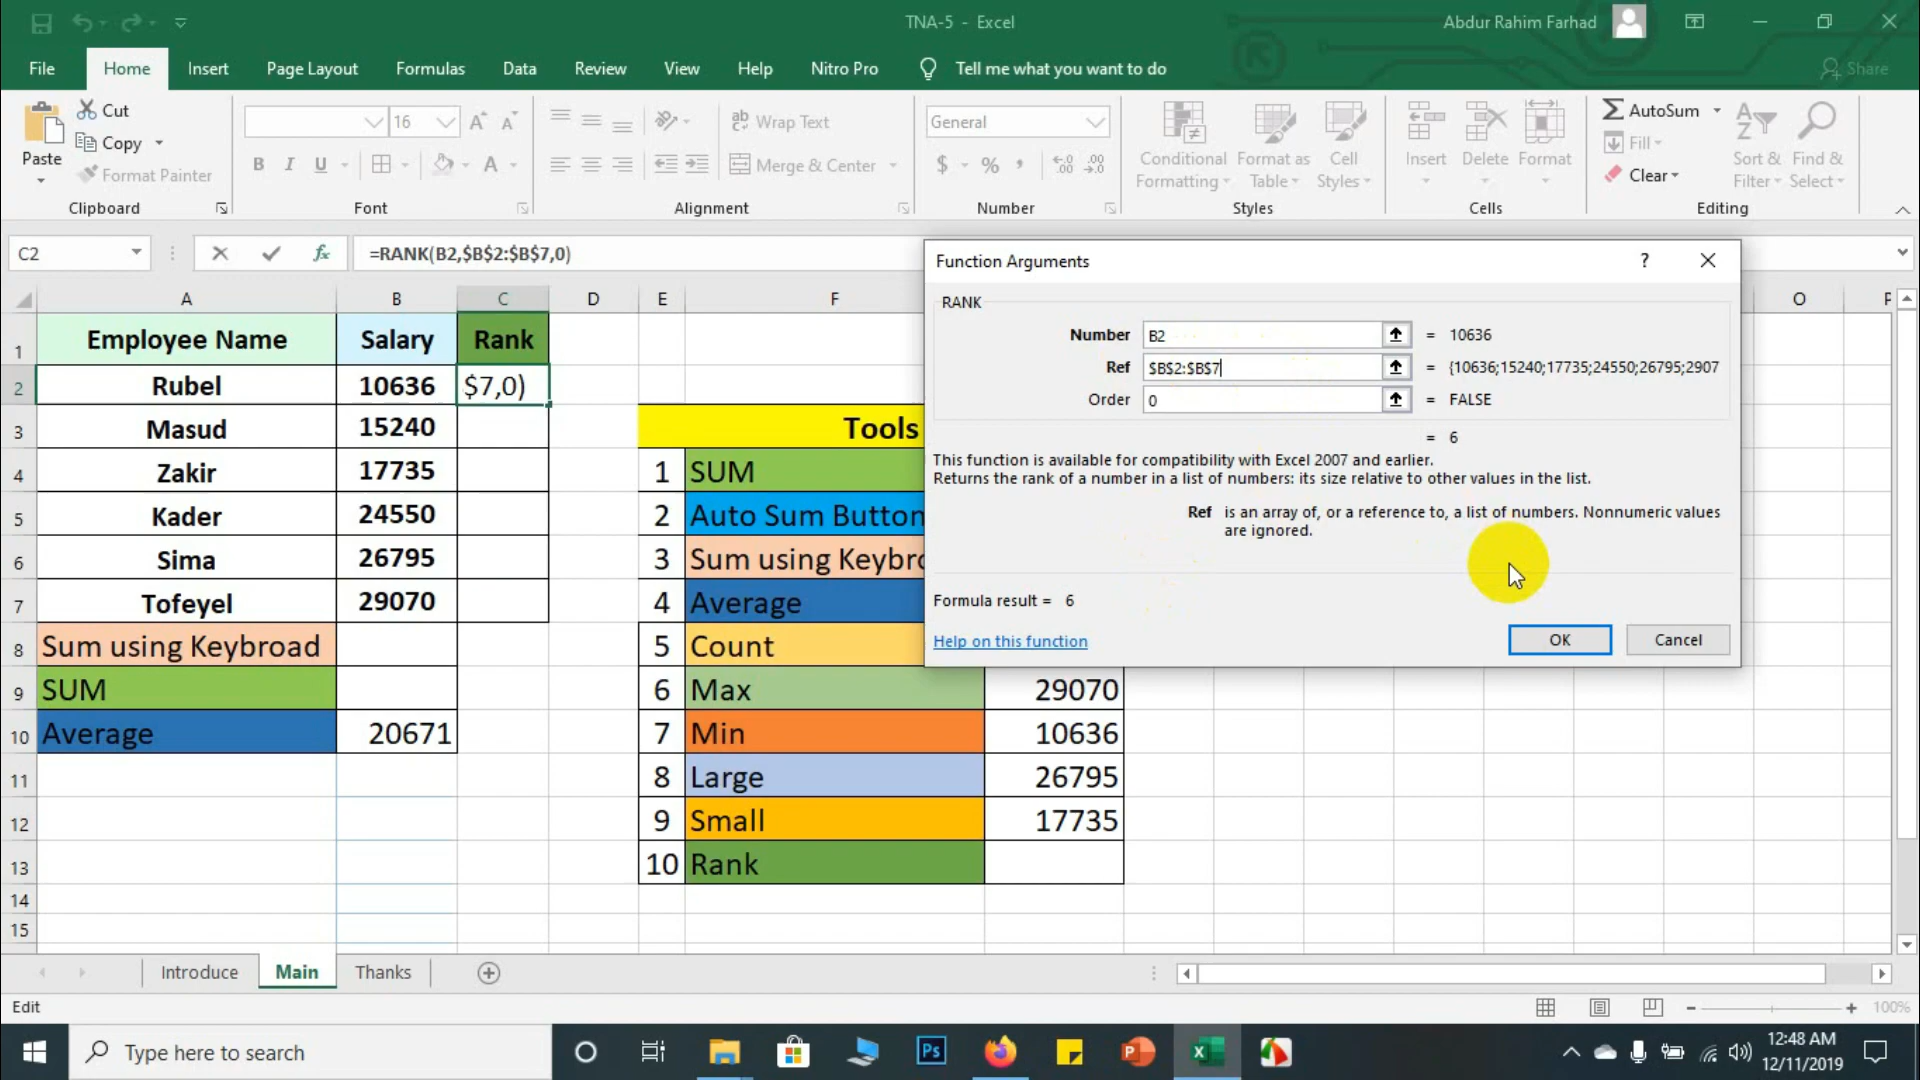 TNA-5 - Excel
Abdur Rahim Farhad
File Home Insert Page Layout Formulas Data Review View Help Nitro Pro Tell me what you want to do Share
Paste
Cut
Copy
Format Painter
Clipboard
16
B I U A
Font
Wrap Text
Merge & Center
Alignment
General
$ % ,
Number
Conditional Formatting
Format as Table
Cell Styles
Styles
Insert
Delete
Format
Cells
AutoSum
Fill
Clear
Sort & Filter
Find & Select
Editing
C2
fx
=RANK(B2,$B$2:$B$7,0)
A B C D E F O P
1 Employee Name Salary Rank
2 Rubel 10636 $7,0)
3 Masud 15240
4 Zakir 17735
5 Kader 24550
6 Sima 26795
7 Tofeyel 29070
8 Sum using Keybroad
9 SUM
10 Average 20671
11
12
13
14
15
Tools
1 SUM
2 Auto Sum Button
3 Sum using Keybro
4 Average
5 Count
6 Max 29070
7 Min 10636
8 Large 26795
9 Small 17735
10 Rank
Function Arguments ?
RANK
Number B2 = 10636
Ref $B$2:$B$7 = {10636;15240;17735;24550;26795;2907
Order 0 = FALSE
= 6
This function is available for compatibility with Excel 2007 and earlier.
Returns the rank of a number in a list of numbers: its size relative to other values in the list.
Ref is an array of, or a reference to, a list of numbers. Nonnumeric values
are ignored.
Formula result = 6
Help on this function
OK Cancel
Introduce Main Thanks
Edit
100%
Type here to search
Ps
12:48 AM
12/11/2019